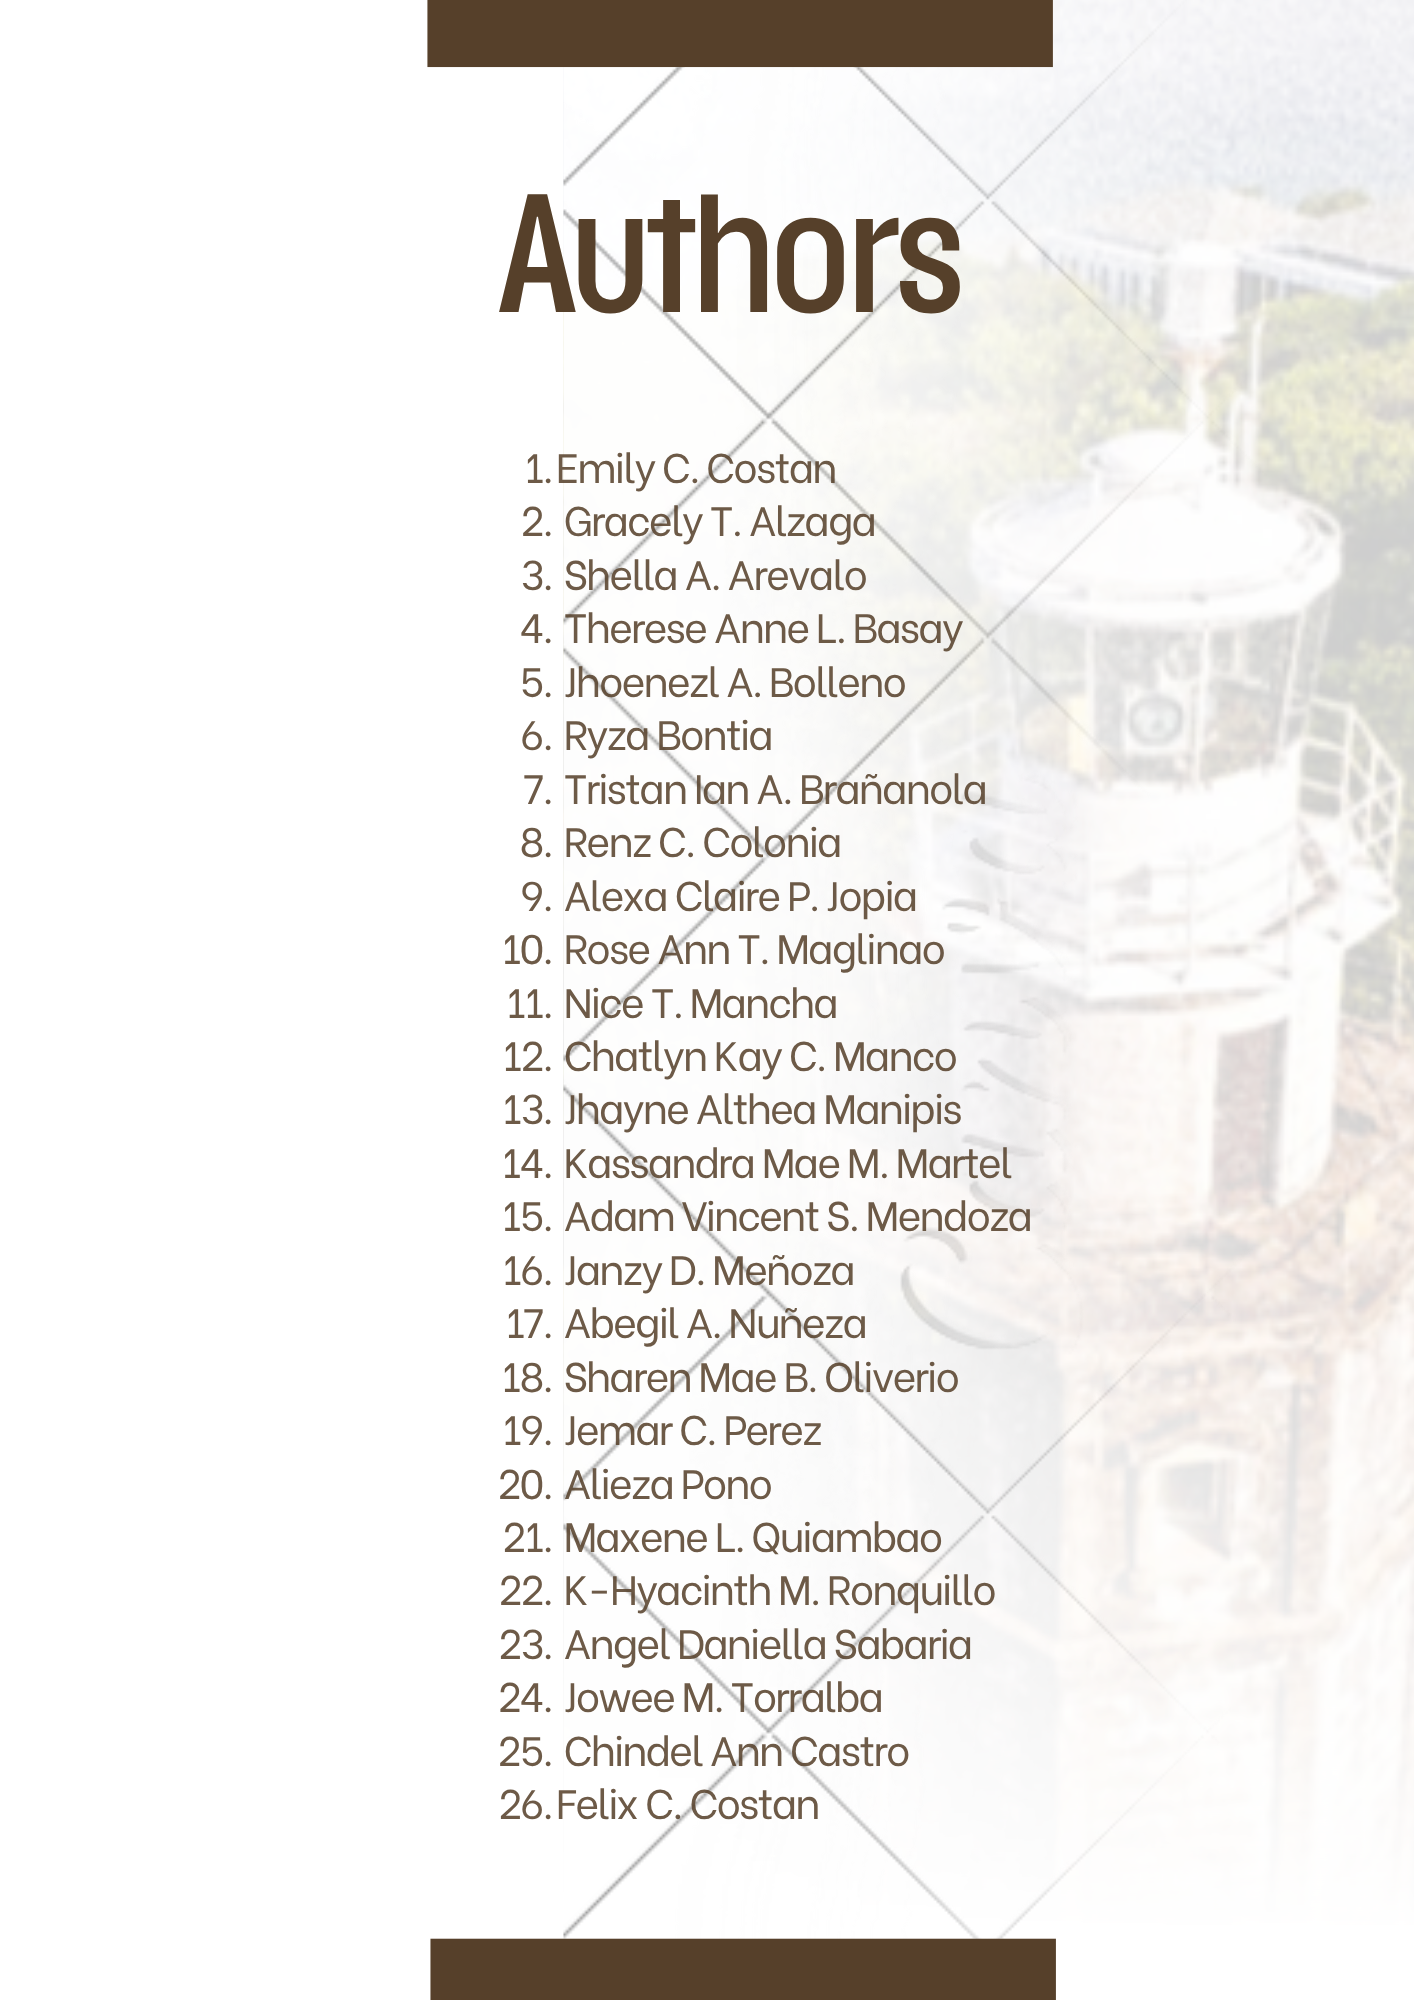 Authors
1. Emily C. Costan
2. Gracely T. Alzaga
3. Shella A. Arevalo
4. Therese Anne L. Basay
5. Jhoenezl A. Bolleno
6. Ryza Bontia
7. Tristan Ian A. Brañanola
8. Renz C. Colonia
9. Alexa Claire P. Jopia
10. Rose Ann T. Maglinao
11. Nice T. Mancha
12. Chatlyn Kay C. Manco
13. Jhayne Althea Manipis
14. Kassandra Mae M. Martel
15. Adam Vincent S. Mendoza
16. Janzy D. Meñoza
17. Abegil A. Nuñeza
18. Sharen Mae B. Oliverio
19. Jemar C. Perez
20. Alieza Pono
21. Maxene L. Quiambao
22. K-Hyacinth M. Ronquillo
23. Angel Daniella Sabaria
24. Jowee M. Torralba
25. Chindel Ann Castro
26. Felix C. Costan